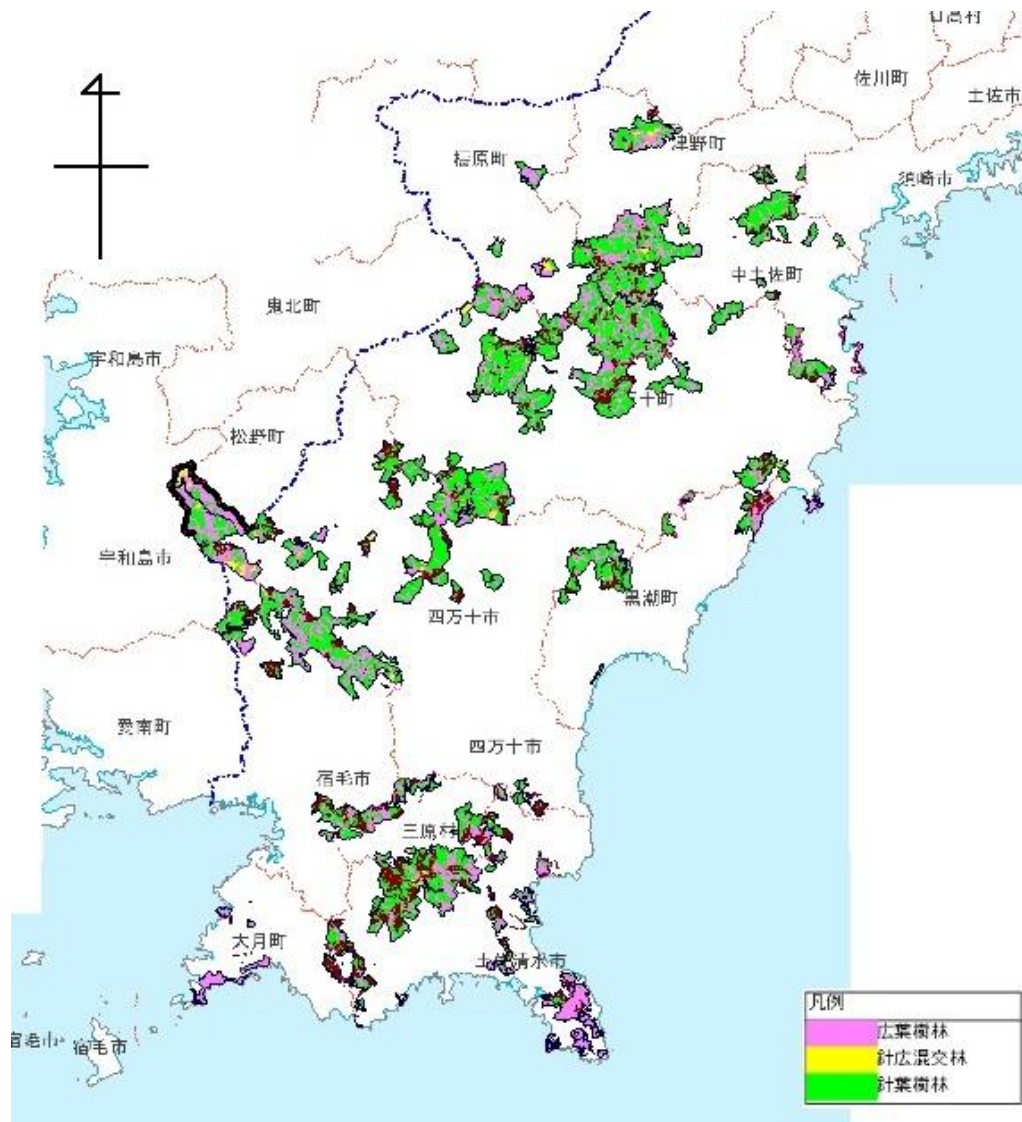 日高村
佐川町
土佐市
津野町
梼原町
須崎市
中土佐町
鬼北町
宇和島市
十町
松野町
宇和島市
黒潮町
四万十市
愛南町
四万十市
宿毛市
三原村
大月町
土佐清水市
宿毛市
宿毛市
凡例
広葉樹林
針広混交林
針葉樹林